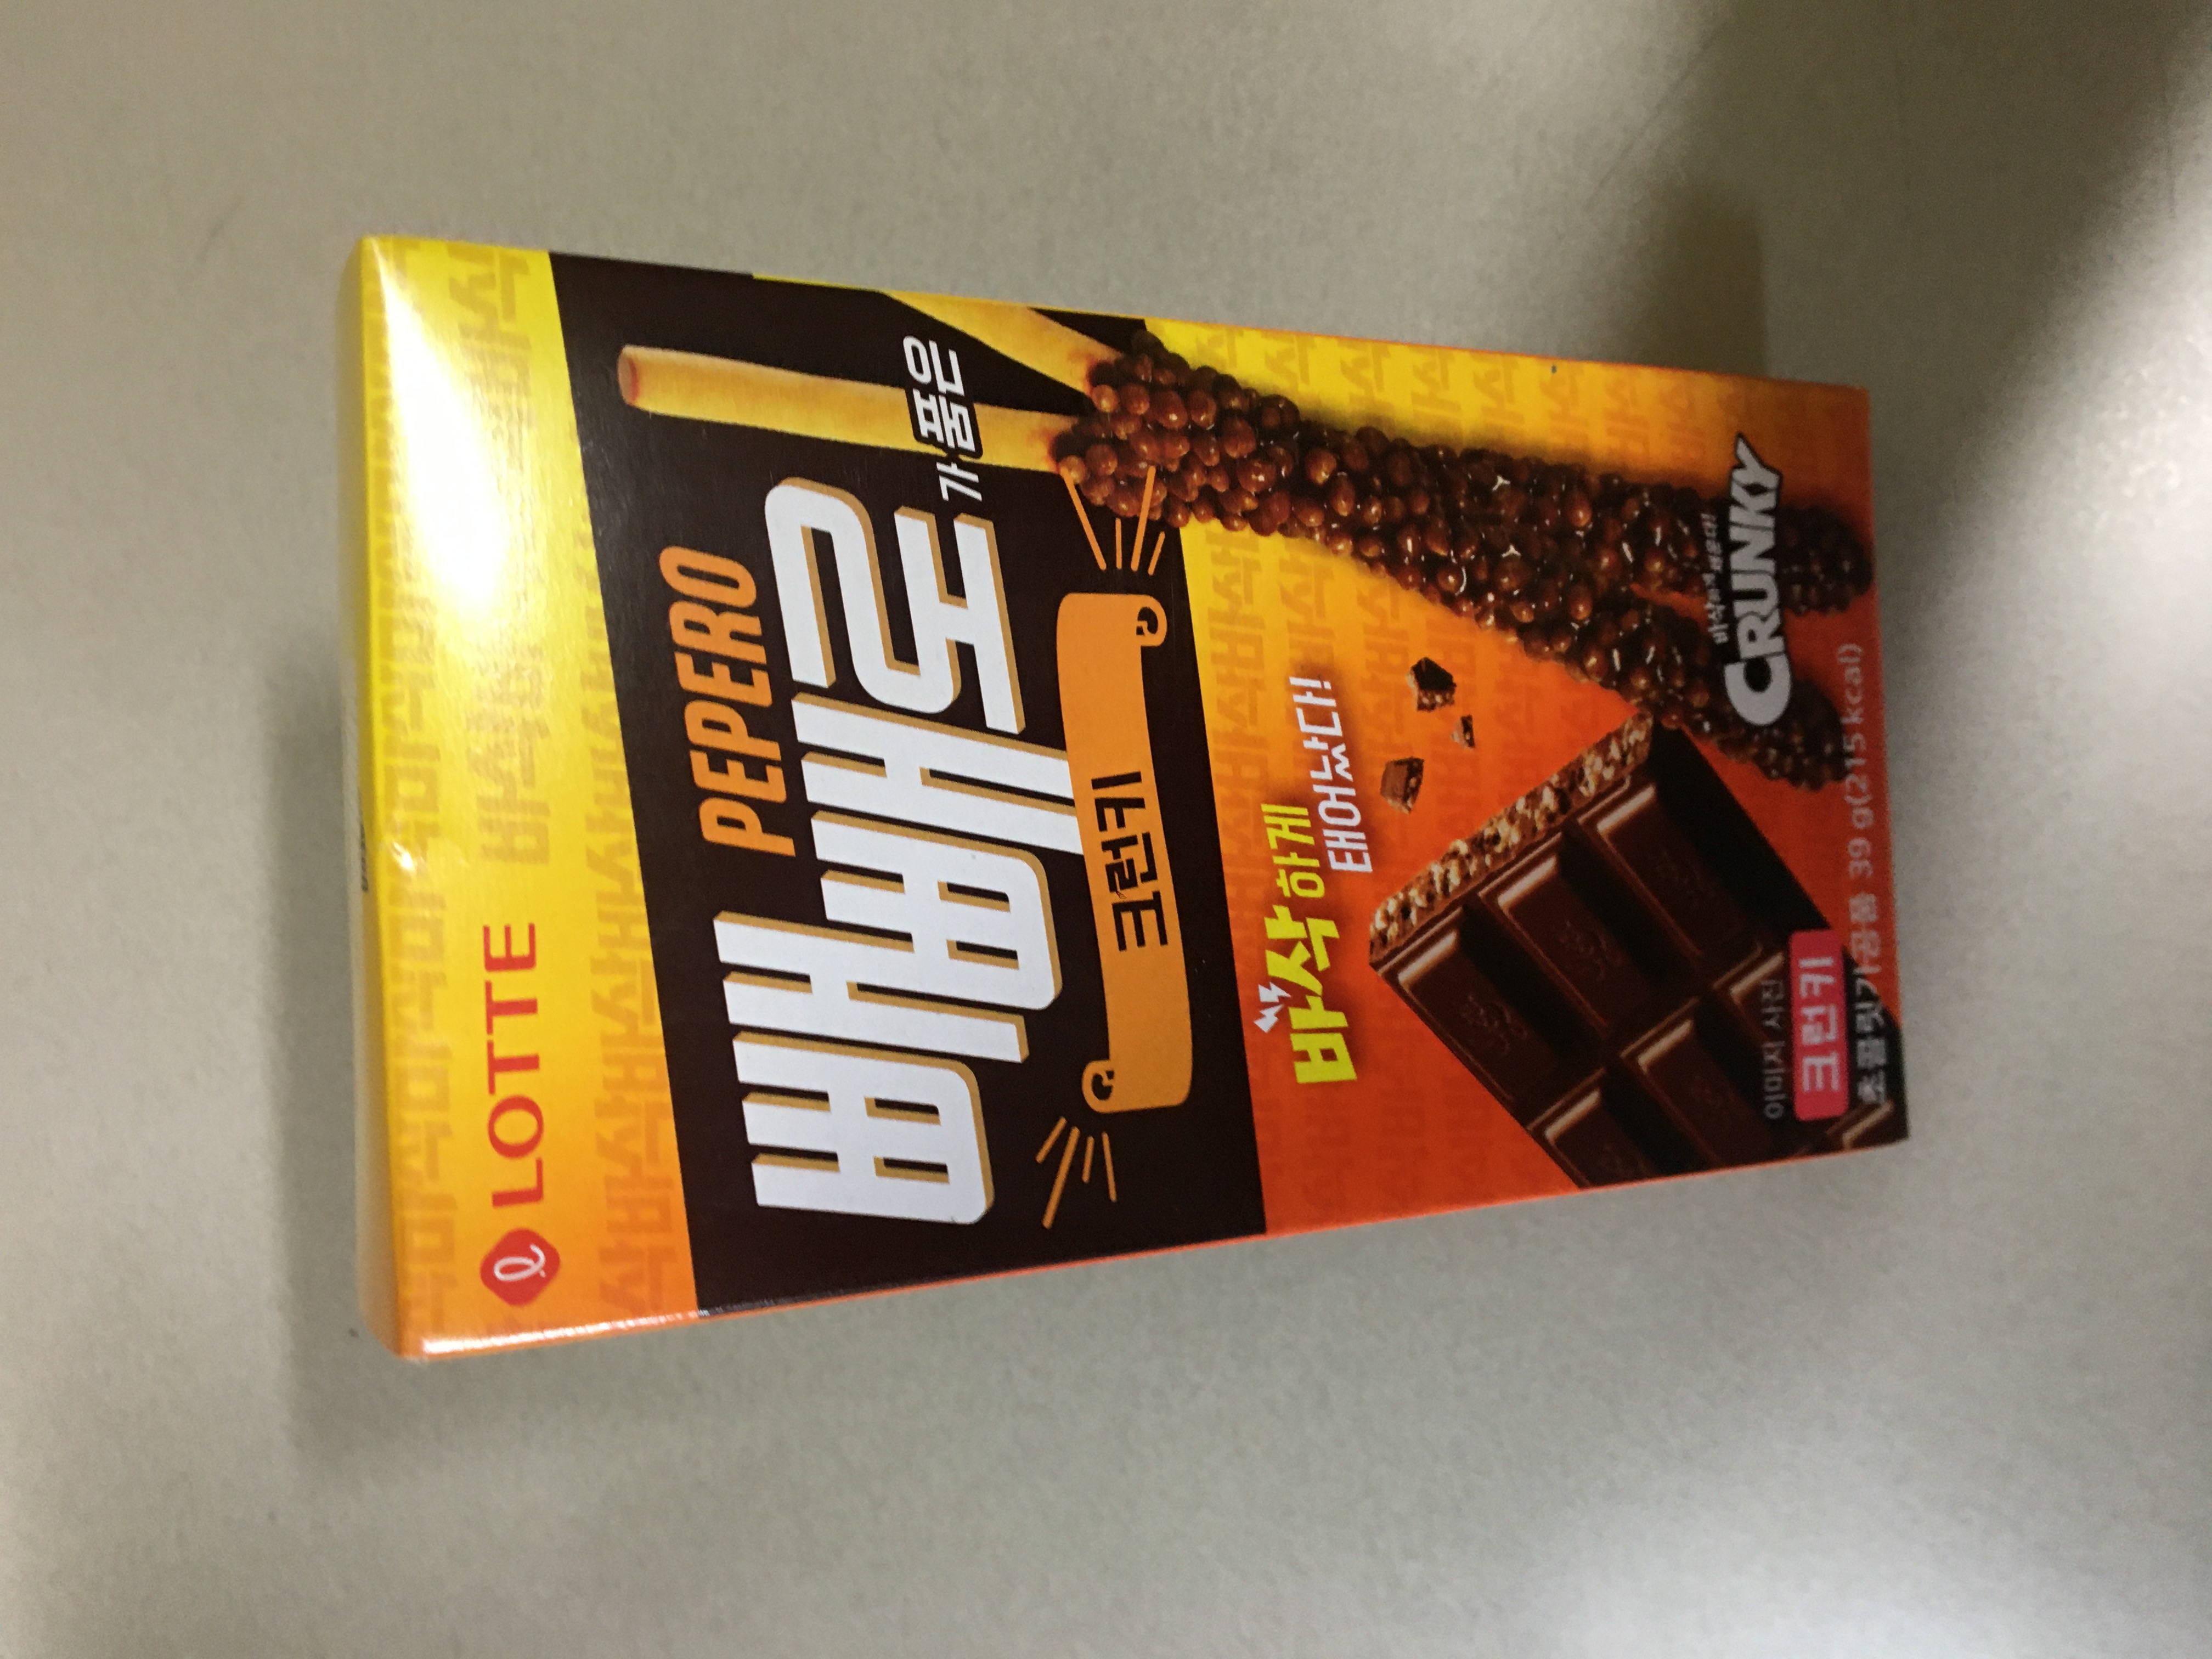 LOTTE
PEPERO
빼빼로가 품은
크런키
바삭하게
태어났다!
CRUNKY
이미지 사진
크런키
초콜릿가공품 39 g(215 kcal)